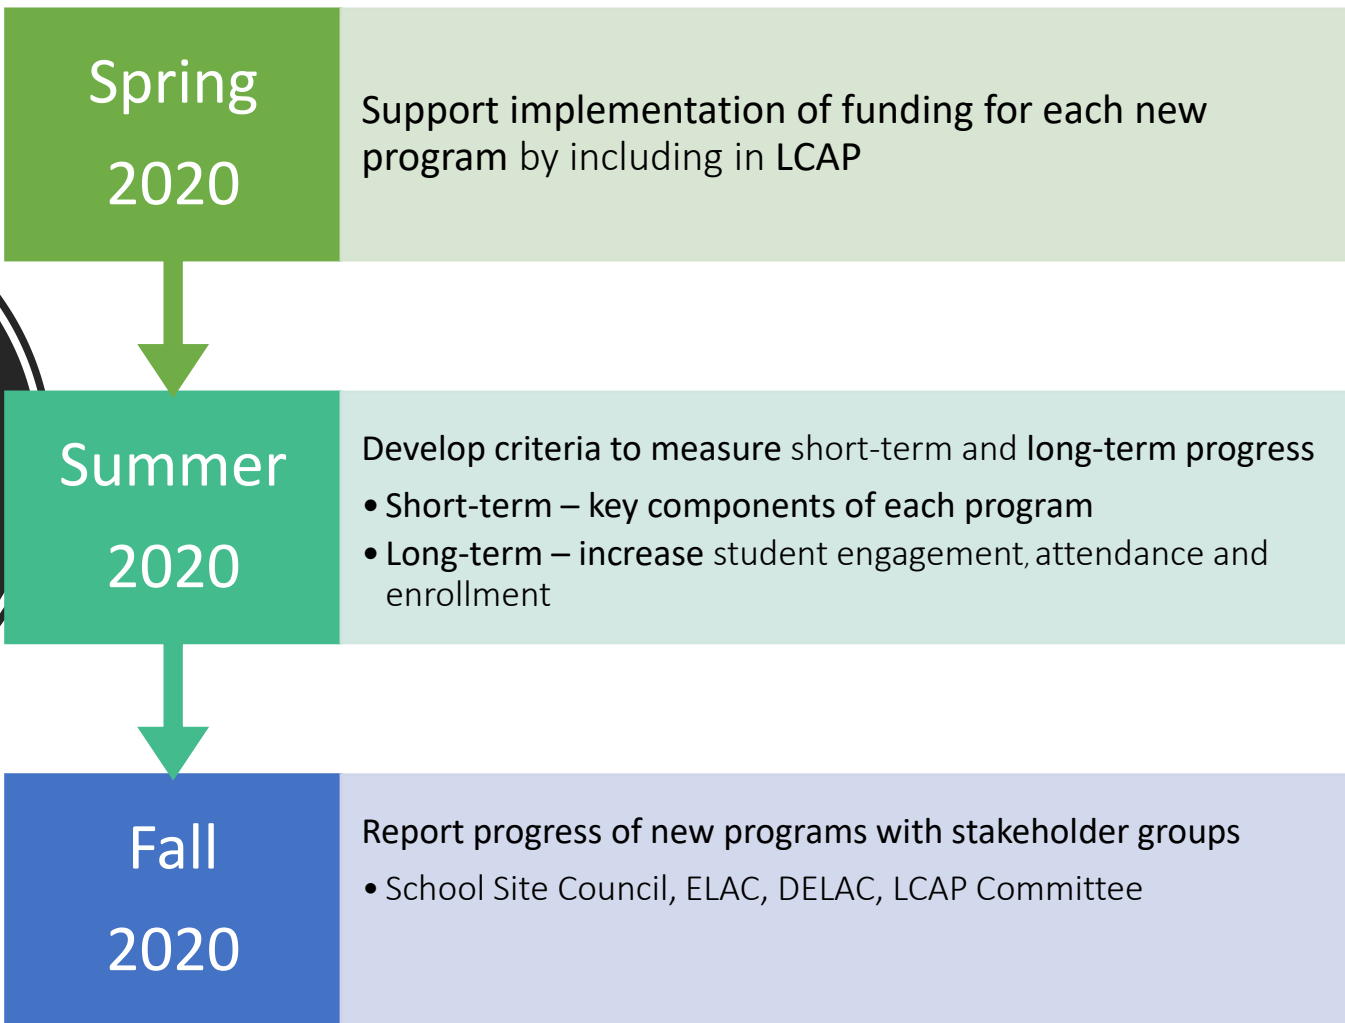 Spring
2020
Support implementation of funding for each new
program by including in LCAP
Summer
2020
Develop criteria to measure short-term and long-term progress
• Short-term – key components of each program
• Long-term – increase student engagement, attendance and
enrollment
Fall
2020
Report progress of new programs with stakeholder groups
• School Site Council, ELAC, DELAC, LCAP Committee